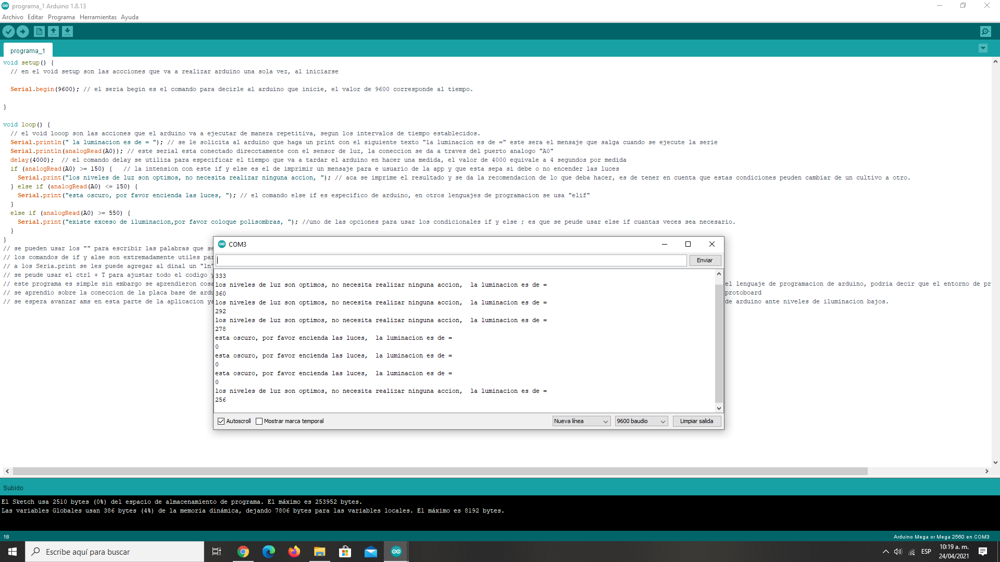 programa_1 Arduino 1.8.13
Archivo Editar Programa Herramientas Ayuda
programa_1
void setup() {
// en el void setup son las accciones que va a realizar arduino una sola vez, al iniciarse
Serial.begin(9600); // el seria begin es el comando para decirle al arduino que inicie, el valor de 9600 corresponde al tiempo.
}
void loop() {
// el void looop son las acciones que el arduino va a ejecutar de manera repetitiva, segun los intervalos de tiempo establecidos.
Serial.println(" la luminacion es de = "); // se le solicita al arduino que haga un print con el siguiente texto "la luminacion es de =" este sera el mensaje que salga cuando se ejecute la serie
Serial.println(analogRead(A0)); // este serial esta conectado direcctamente con el sensor de luz, la coneccion se da a traves del puerto analogo "A0"
delay(4000);  // el comando delay se utiliza para especificar el tiempo que va a tardar el arduino en hacer una medida, el valor de 4000 equivale a 4 segundos por medida
if (analogRead(A0) >= 150) {   // la intension con este if y else es el de imprimir un mensaje para e usuario de la app y que esta sepa si debe o no encender las luces
Serial.print("los niveles de luz son optimos, no necesita realizar ninguna accion, "); // aca se imprime el resultado y se da la recomendacion de lo que deba hacer, es de tener en cuenta que estas condiciones peuden cambiar de un cultivo a otro.
} else if (analogRead(A0) <= 150) {
Serial.print("esta oscuro, por favor encienda las luces, "); // el comando else if es especifico de arduino, en otros lenguajes de programacion se usa "elif"
}
else if (analogRead(A0) >= 550) {
Serial.print("existe exceso de iluminacion,por favor coloque polisombras, "); //uno de las opciones para usar los condicionales if y else ; es que se peude usar else if cuantas veces sea necesario.
}
}
// se pueden usar los "" para escribir las palabras que se
// los comandos de if y alse son extremadamente utiles par
// a los Seria.print se les puede agregar al dinal un "ln"
// se peude usar el ctrl + T para ajustar todo el codigo y
// este programa es simple sin embargo se aprendieron cosa
el lenguaje de programacion de arduino, podria decir que el entorno de pr
// se aprendio sobre la coneccion de la placa base de ardu
protoboard
// se espera avanzar ams en esta parte de la aplicacion ya
de arduino ante niveles de iluminacion bajos.
COM3
Enviar
333
los niveles de luz son optimos, no necesita realizar ninguna accion,  la luminacion es de =
360
los niveles de luz son optimos, no necesita realizar ninguna accion,  la luminacion es de =
292
los niveles de luz son optimos, no necesita realizar ninguna accion,  la luminacion es de =
278
esta oscuro, por favor encienda las luces,  la luminacion es de =
0
esta oscuro, por favor encienda las luces,  la luminacion es de =
0
esta oscuro, por favor encienda las luces,  la luminacion es de =
0
los niveles de luz son optimos, no necesita realizar ninguna accion,  la luminacion es de =
256
Autoscroll Mostrar marca temporal Nueva línea 9600 baudio Limpiar salida
Subido
El Sketch usa 2510 bytes (0%) del espacio de almacenamiento de programa. El máximo es 253952 bytes.
Las variables Globales usan 386 bytes (4%) de la memoria dinámica, dejando 7806 bytes para las variables locales. El máximo es 8192 bytes.
18 Arduino Mega or Mega 2560 en COM3
Escribe aquí para buscar
ESP
10:19 a. m.
24/04/2021